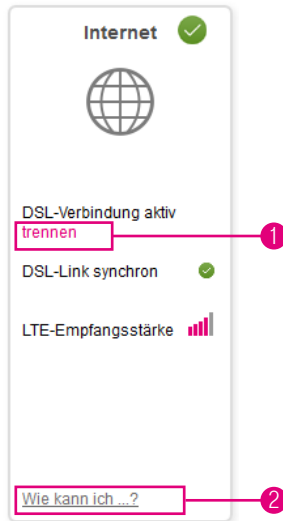 Internet
DSL-Verbindung aktiv
trennen
1
DSL-Link synchron
LTE-Empfangsstärke
Wie kann ich ...?
2